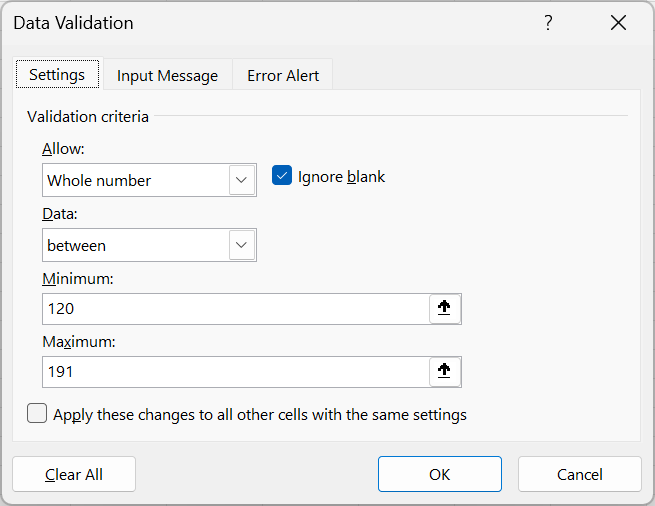 Data Validation ?
Settings Input Message Error Alert
Validation criteria
Allow:
Whole number Ignore blank
Data:
between
Minimum:
120
Maximum:
191
Apply these changes to all other cells with the same settings
Clear All OK Cancel